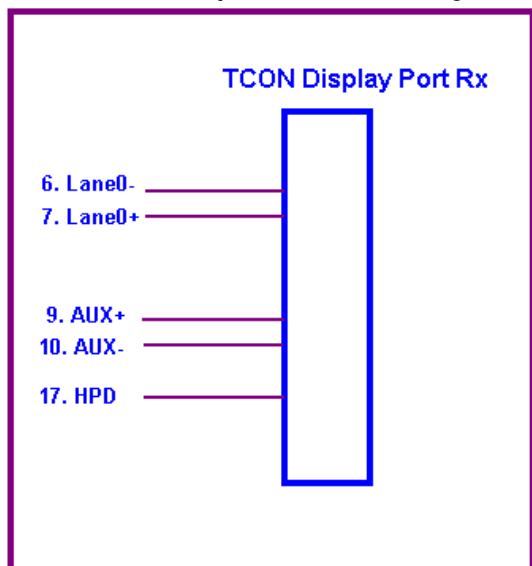 TCON Display Port Rx
6. Lane0-
7. Lane0+
9. AUX+
10. AUX-
17. HPD